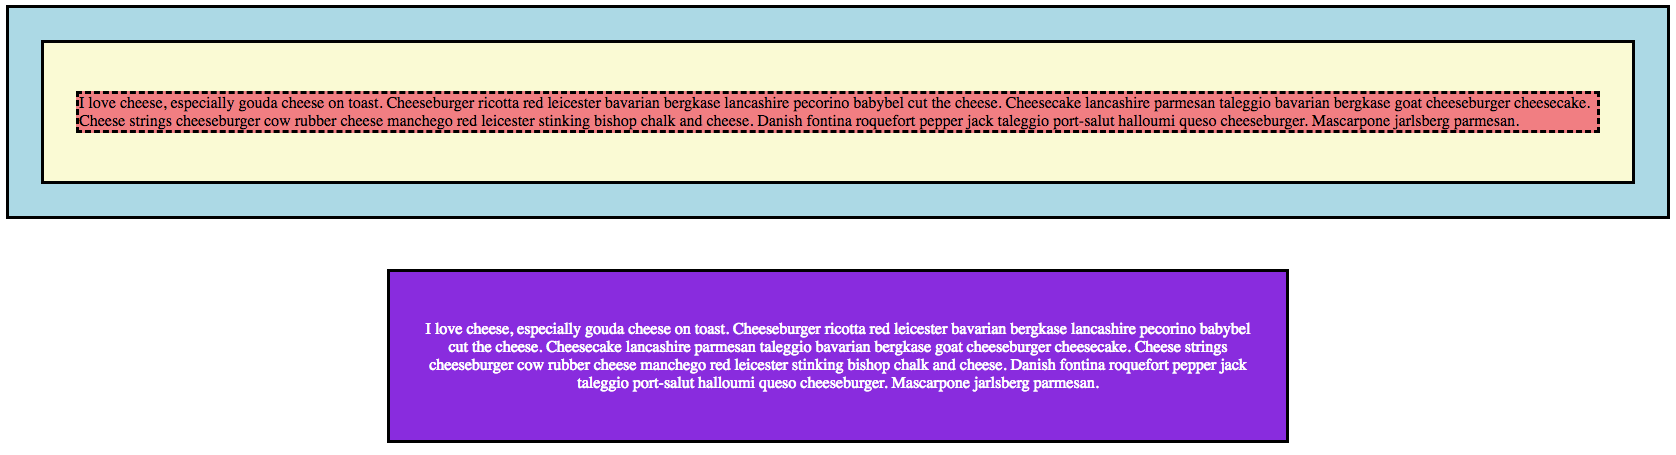 I love cheese, especially gouda cheese on toast. Cheeseburger ricotta red leicester bavarian bergkase lancashire pecorino babybel cut the cheese. Cheesecake lancashire parmesan taleggio bavarian bergkase goat cheeseburger cheesecake.
Cheese strings cheeseburger cow rubber cheese manchego red leicester stinking bishop chalk and cheese. Danish fontina roquefort pepper jack taleggio port-salut halloumi queso cheeseburger. Mascarpone jarlsberg parmesan.
I love cheese, especially gouda cheese on toast. Cheeseburger ricotta red leicester bavarian bergkase lancashire pecorino babybel
cut the cheese. Cheesecake lancashire parmesan taleggio bavarian bergkase goat cheeseburger cheesecake. Cheese strings
cheeseburger cow rubber cheese manchego red leicester stinking bishop chalk and cheese. Danish fontina roquefort pepper jack
taleggio port-salut halloumi queso cheeseburger. Mascarpone jarlsberg parmesan.